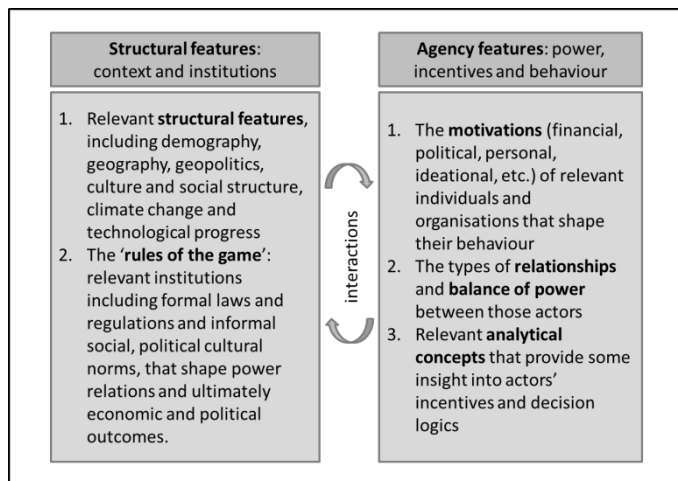 Structural features:
context and institutions
1. Relevant structural features,
including demography,
geography, geopolitics,
culture and social structure,
climate change and
technological progress
2. The ‘rules of the game’:
relevant institutions
including formal laws and
regulations and informal
social, political cultural
norms, that shape power
relations and ultimately
economic and political
outcomes.
interactions
Agency features: power,
incentives and behaviour
1. The motivations (financial,
political, personal,
ideational, etc.) of relevant
individuals and
organisations that shape
their behaviour
2. The types of relationships
and balance of power
between those actors
3. Relevant analytical
concepts that provide some
insight into actors’
incentives and decision
logics